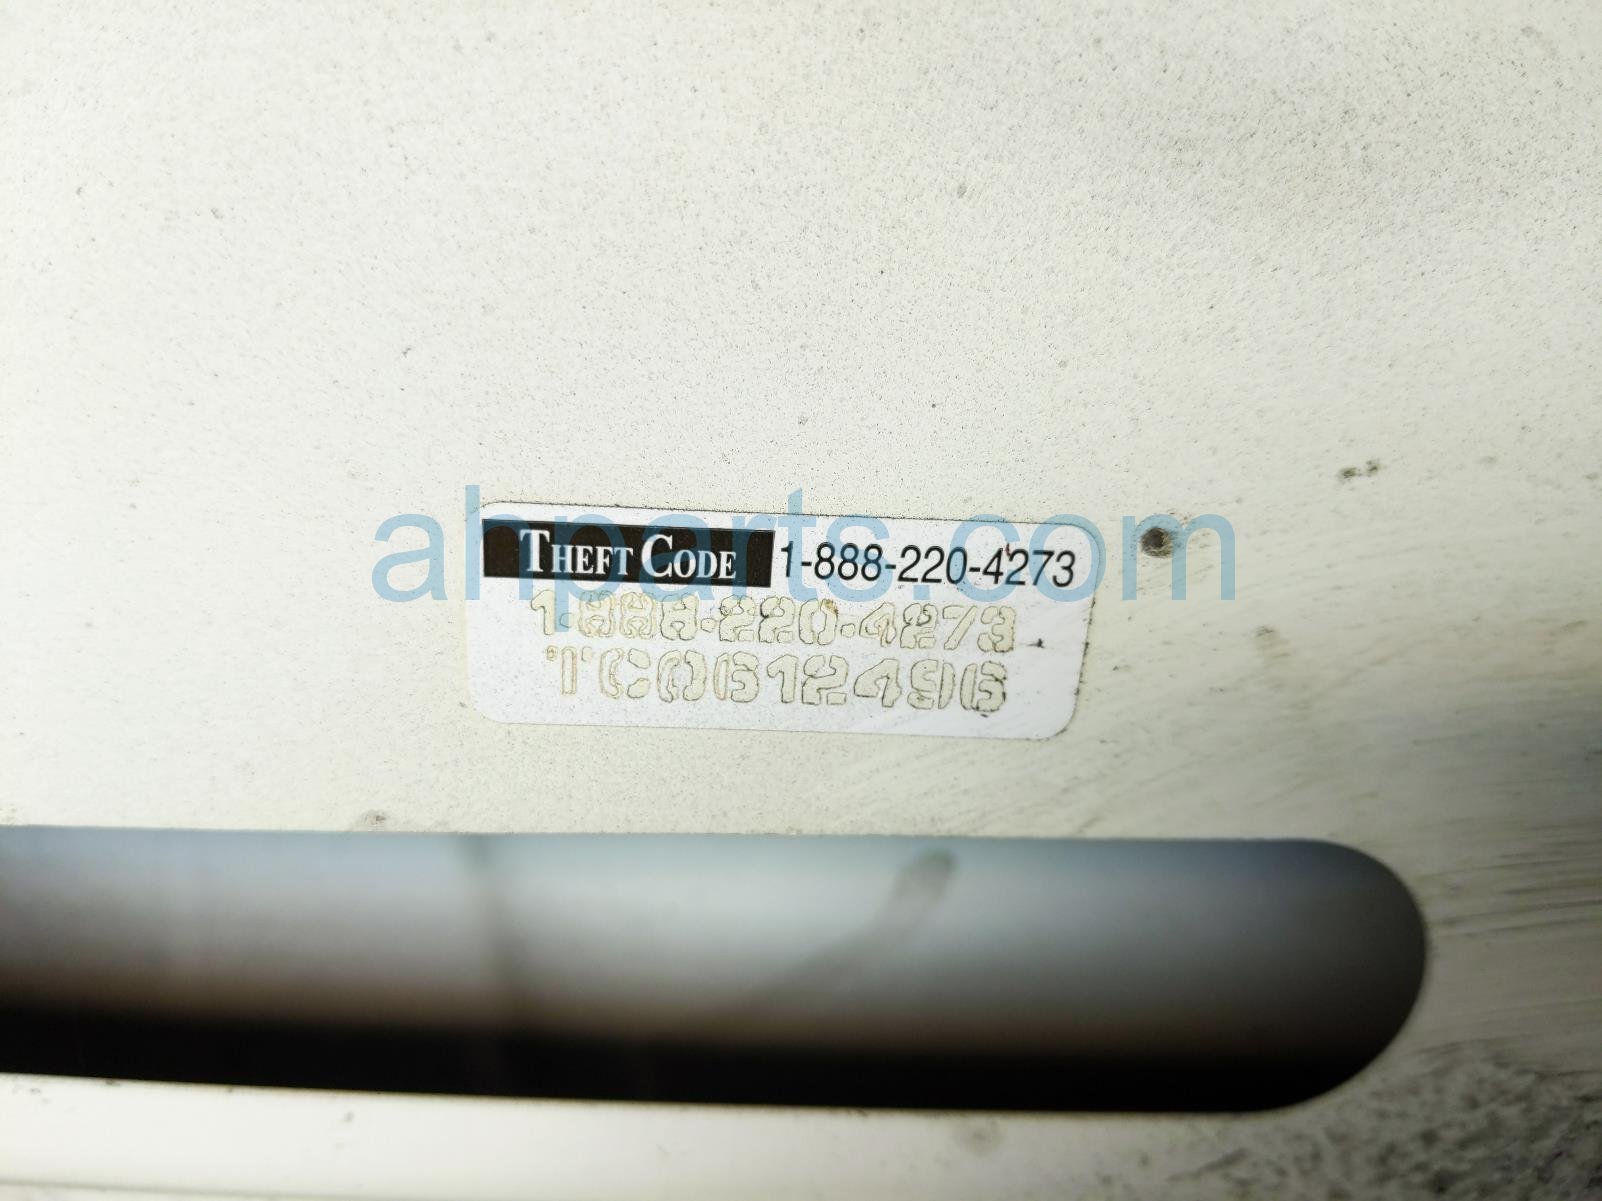 ahparts.com
THEFT CODE 1-888-220-4273
1-888-220-4273
TC0612496